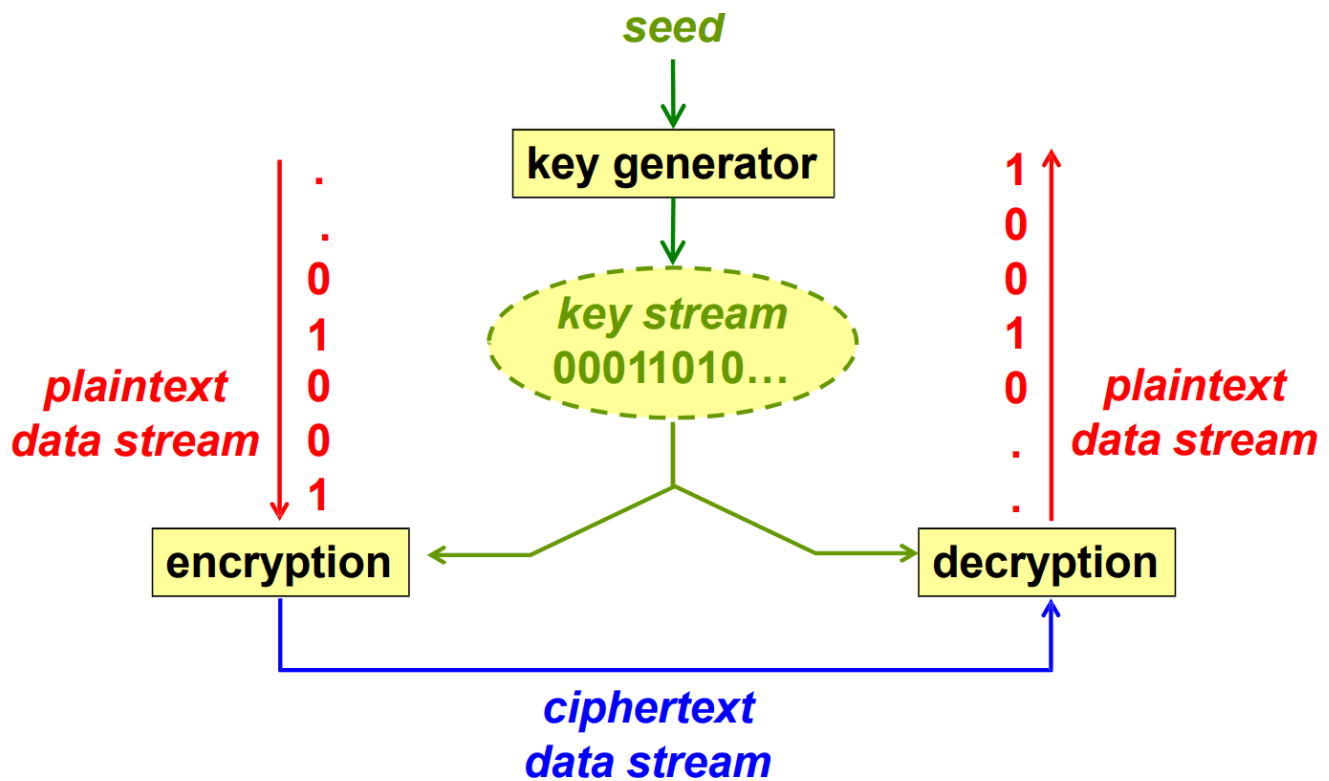 seed
key generator
key stream
00011010...
.
.
0
1
0
0
1
plaintext
data stream
encryption
1
0
0
1
0
.
.
plaintext
data stream
decryption
ciphertext
data stream